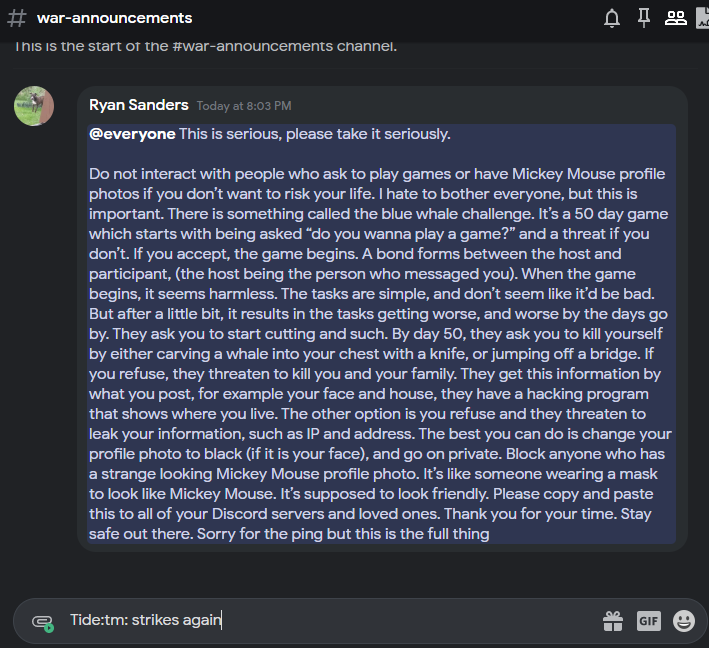 # war-announcements
This is the start of the #war-announcements channel.
Ryan Sanders Today at 8:03 PM
@everyone This is serious, please take it seriously.
Do not interact with people who ask to play games or have Mickey Mouse profile
photos if you don’t want to risk your life. I hate to bother everyone, but this is
important. There is something called the blue whale challenge. It’s a 50 day game
which starts with being asked “do you wanna play a game?” and a threat if you
don’t. If you accept, the game begins. A bond forms between the host and
participant, (the host being the person who messaged you). When the game
begins, it seems harmless. The tasks are simple, and don’t seem like it’d be bad.
But after a little bit, it results in the tasks getting worse, and worse by the days go
by. They ask you to start cutting and such. By day 50, they ask you to kill yourself
by either carving a whale into your chest with a knife, or jumping off a bridge. If
you refuse, they threaten to kill you and your family. They get this information by
what you post, for example your face and house, they have a hacking program
that shows where you live. The other option is you refuse and they threaten to
leak your information, such as IP and address. The best you can do is change your
profile photo to black (if it is your face), and go on private. Block anyone who has
a strange looking Mickey Mouse profile photo. It’s like someone wearing a mask
to look like Mickey Mouse. It’s supposed to look friendly. Please copy and paste
this to all of your Discord servers and loved ones. Thank you for your time. Stay
safe out there. Sorry for the ping but this is the full thing
Tide:tm: strikes again
GIF